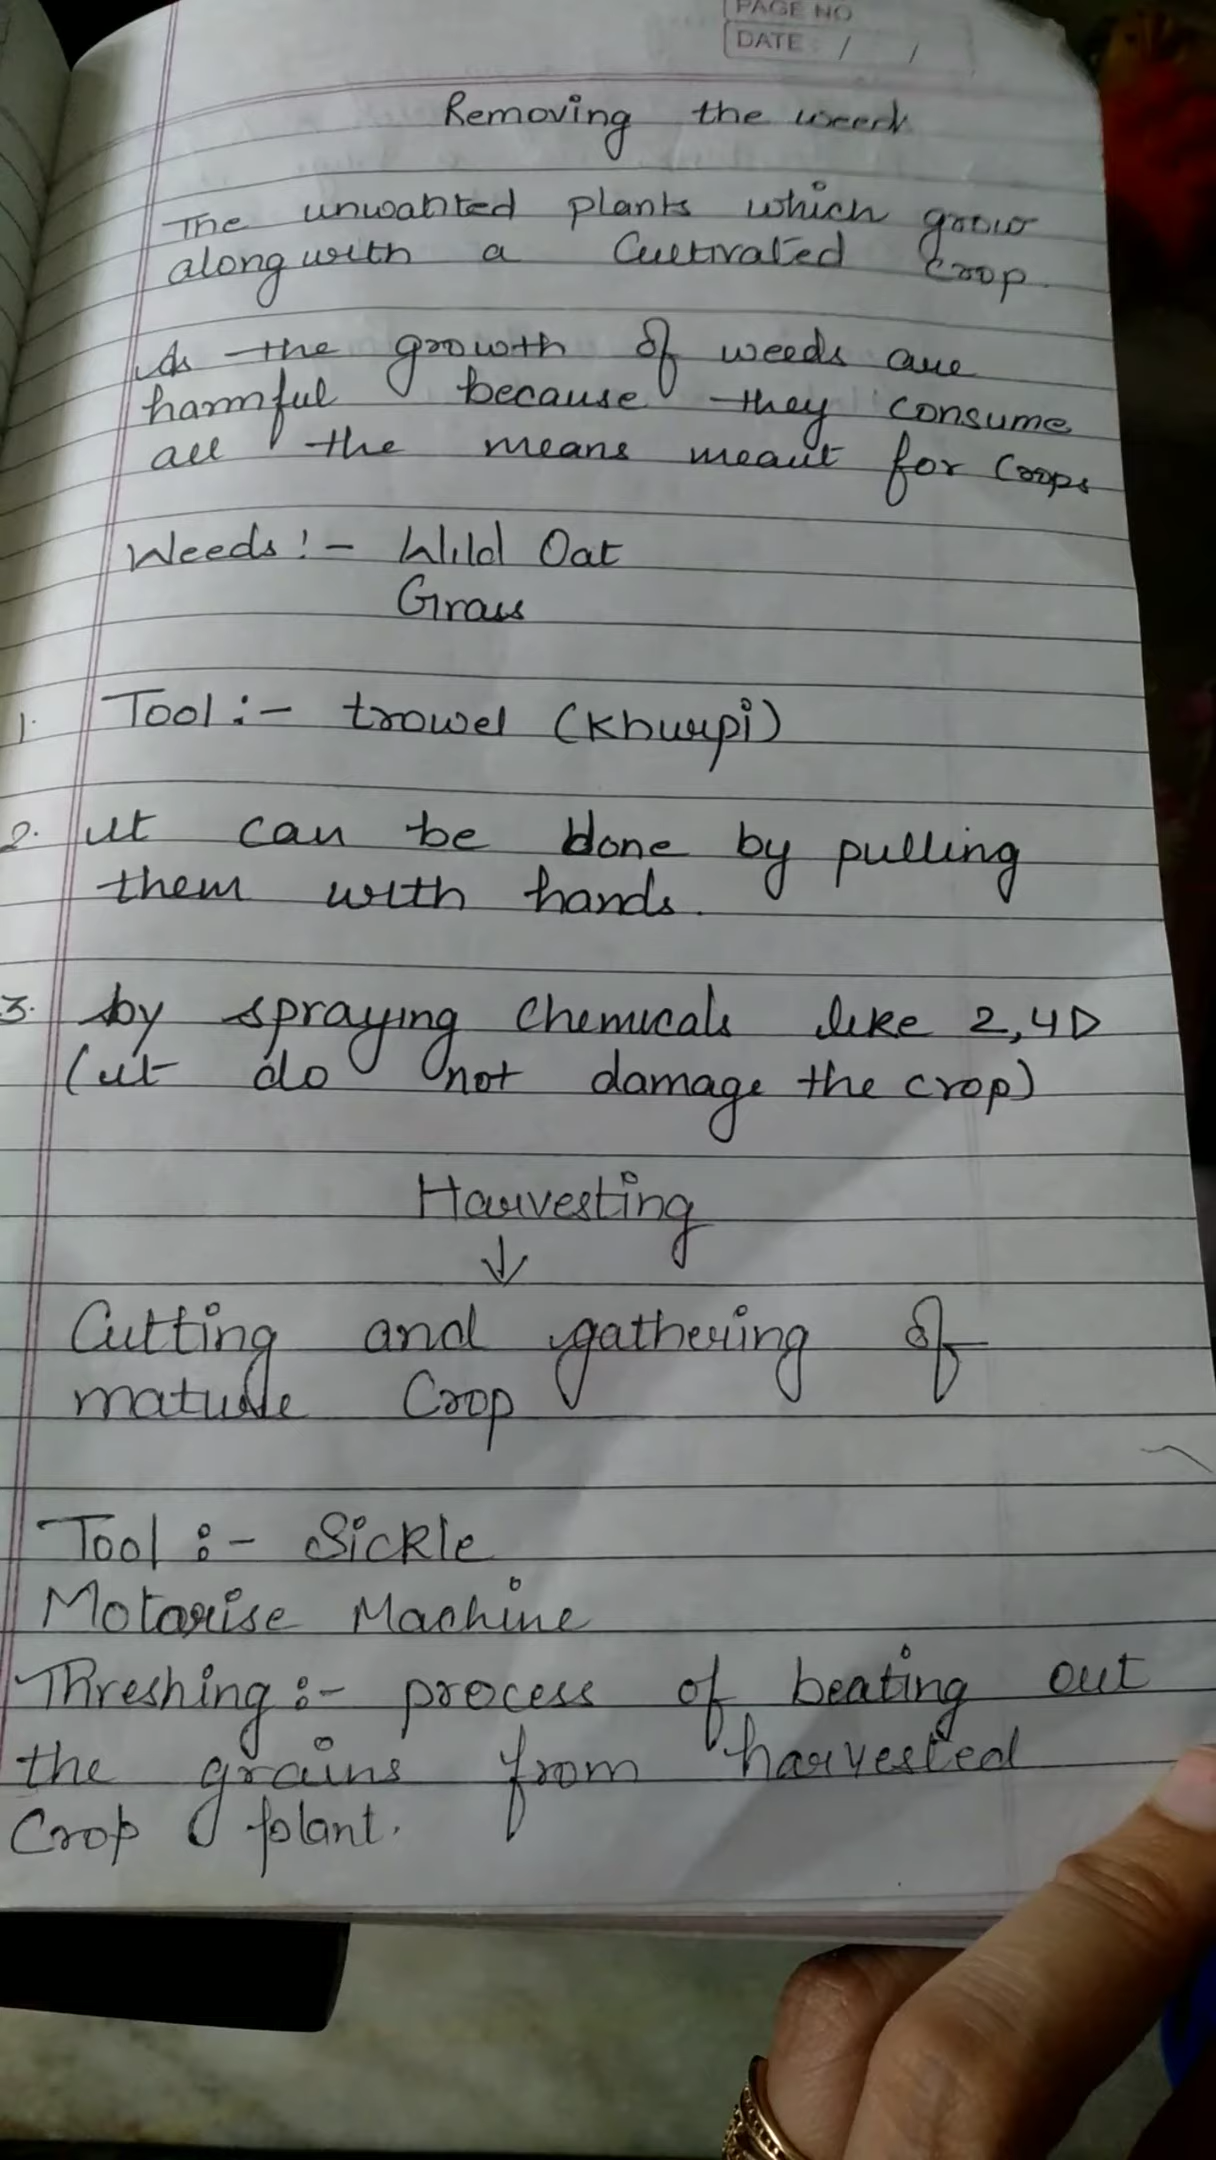 PAGE NO
DATE : / /
Removing the weed
The unwanted plants which grow
alongwith a Cultivated crop.
As the growth of weeds are
harmful because they consume
all the means meant for Crops
Weeds :- Wild Oat
Grass
1. Tool :- trowel (Khurpi)
2. it can be done by pulling
them with hands.
3. by spraying chemicals like 2,4D
(it do not damage the crop)
Harvesting
↓
Cutting and gathering of
mature Crop
Tool :- Sickle
Motorise Machine
Threshing :- process of beating out
the grains from harvested
Crop plant.